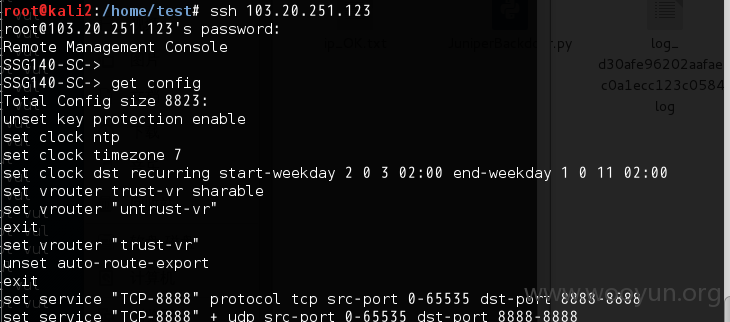 root@kali2:/home/test# ssh 103.20.251.123
root@103.20.251.123's password:
Remote Management Console
SSG140-SC->
SSG140-SC-> get config
Total Config size 8823:
unset key protection enable
set clock ntp
set clock timezone 7
set clock dst recurring start-weekday 2 0 3 02:00 end-weekday 1 0 11 02:00
set vrouter trust-vr sharable
set vrouter "untrust-vr"
exit
set vrouter "trust-vr"
unset auto-route-export
exit
set service "TCP-8888" protocol tcp src-port 0-65535 dst-port 8888-8888
set service "TCP-8888" + udp src-port 0-65535 dst-port 8888-8888
log_
d30afe96202aafae
c0a1ecc123c0584
log
.py
www.wooyun.org